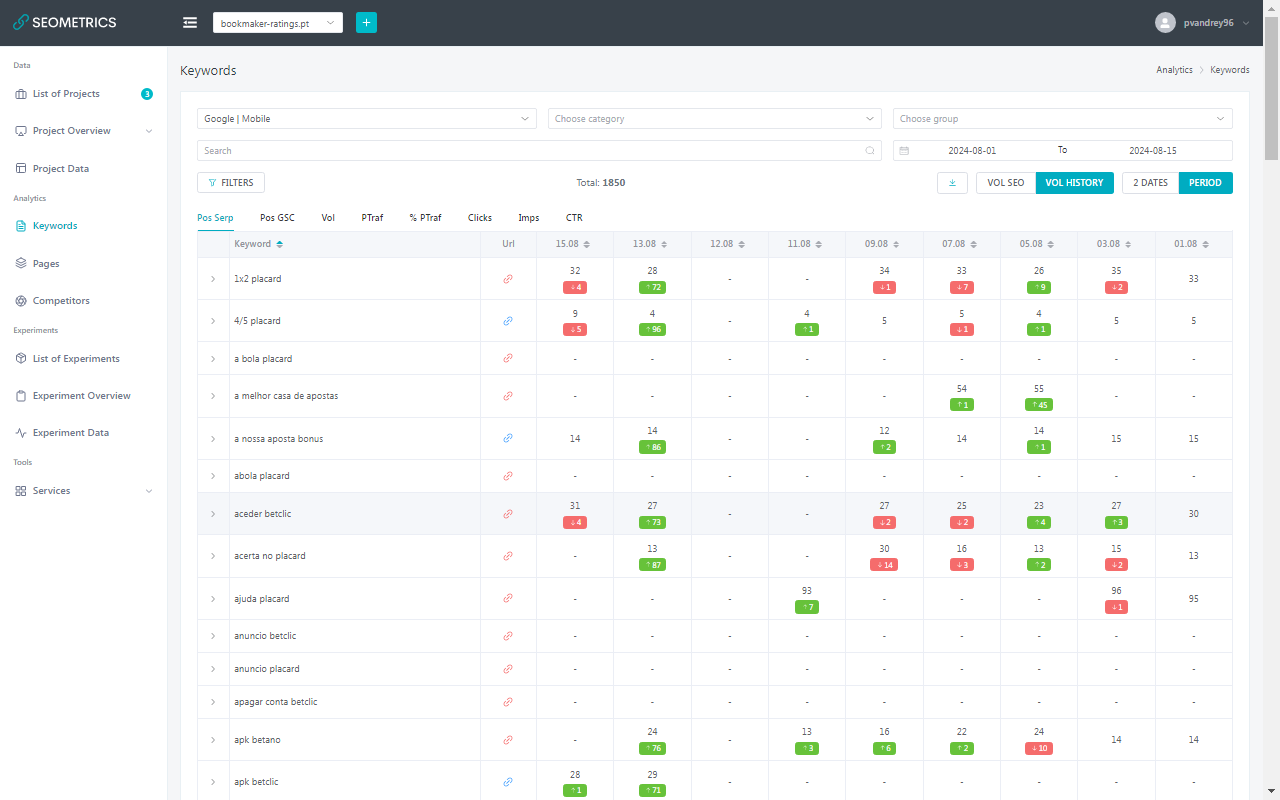 SEOMETRICS bookmaker-ratings.pt + pvandrey96
Data
List of Projects 3
Project Overview
Project Data
Analytics
Keywords
Pages
Competitors
Experiments
List of Experiments
Experiment Overview
Experiment Data
Tools
Services
Keywords Analytics > Keywords
Google | Mobile Choose category Choose group
Search 2024-08-01 To 2024-08-15
FILTERS Total: 1850 VOL SEO VOL HISTORY 2 DATES PERIOD
Pos Serp Pos GSC Vol PTraf % PTraf Clicks Imps CTR
Keyword Url 15.08 13.08 12.08 11.08 09.08 07.08 05.08 03.08 01.08
1x2 placard 32 ↓4 28 ↑72 - - 34 ↓1 33 ↓7 26 ↑9 35 ↓2 33
4/5 placard 9 ↓5 4 ↑96 - 4 ↑1 5 5 ↓1 4 ↑1 5 5
a bola placard - - - - - - - - -
a melhor casa de apostas - - - - - 54 ↑1 55 ↑45 - -
a nossa aposta bonus 14 14 ↑86 - - 12 ↑2 14 14 ↑1 15 15
abola placard - - - - - - - - -
aceder betclic 31 ↓4 27 ↑73 - - 27 ↓2 25 ↓2 23 ↑4 27 ↑3 30
acerta no placard - 13 ↑87 - - 30 ↓14 16 ↓3 13 ↑2 15 ↓2 13
ajuda placard - - - 93 ↑7 - - - 96 ↓1 95
anuncio betclic - - - - - - - - -
anuncio placard - - - - - - - - -
apagar conta betclic - - - - - - - - -
apk betano - 24 ↑76 - 13 ↑3 16 ↑6 22 ↑2 24 ↓10 14 14
apk betclic 28 ↑1 29 ↑71 - - - - - - -